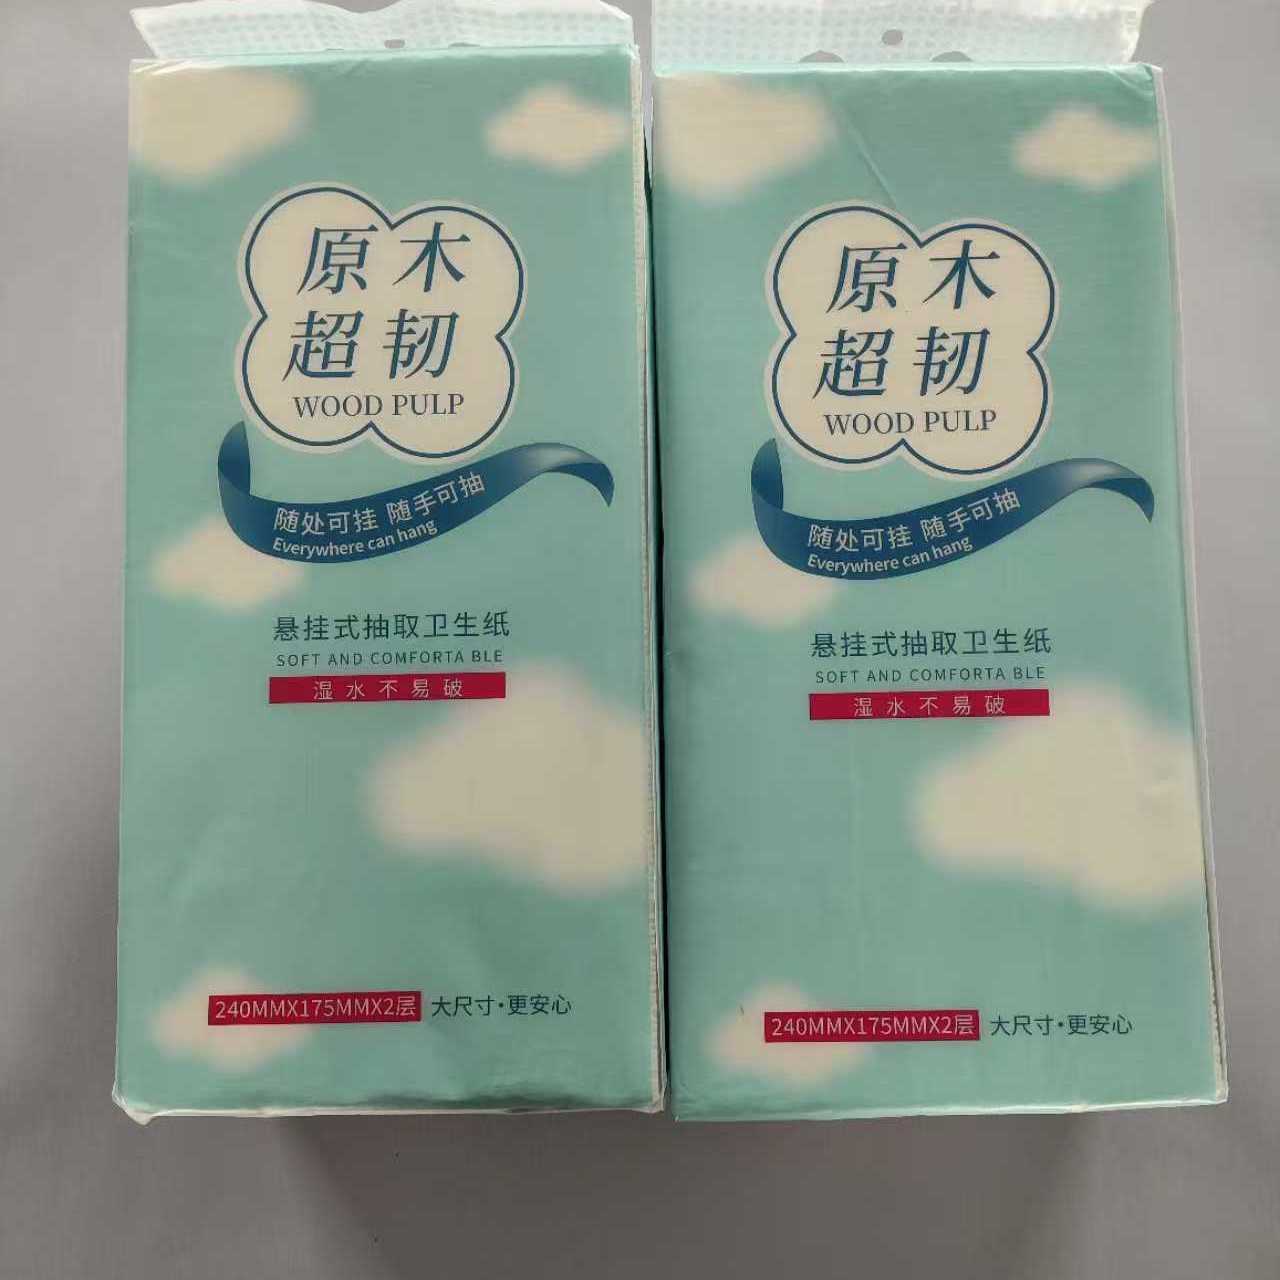 原木
超韧
WOOD PULP
随处可挂 随手可抽
Everywhere can hang
悬挂式抽取卫生纸
SOFT AND COMFORTA BLE
湿水不易破
240MMX175MMX2层 大尺寸·更安心
原木
超韧
WOOD PULP
随处可挂 随手可抽
Everywhere can hang
悬挂式抽取卫生纸
SOFT AND COMFORTA BLE
湿水不易破
240MMX175MMX2层 大尺寸·更安心